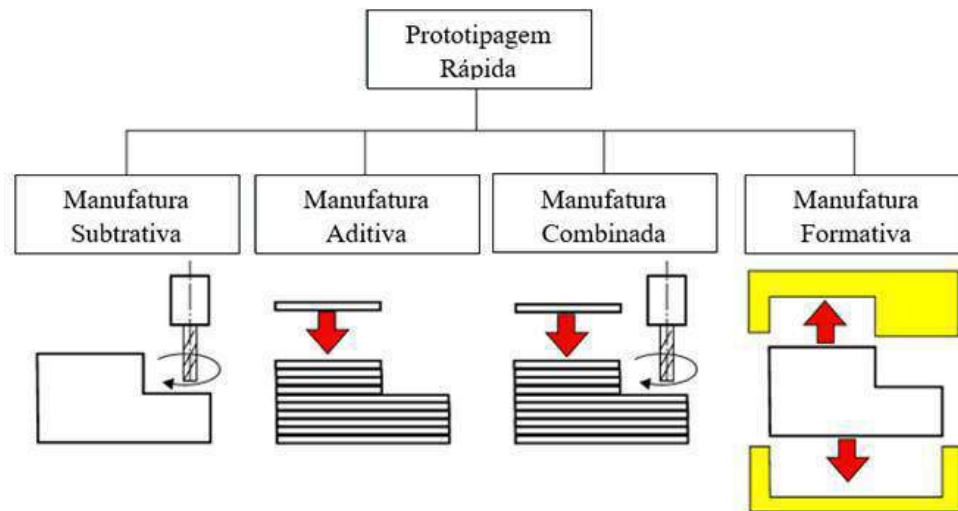 Prototipagem
Rápida
Manufatura
Subtrativa
Manufatura
Aditiva
Manufatura
Combinada
Manufatura
Formativa